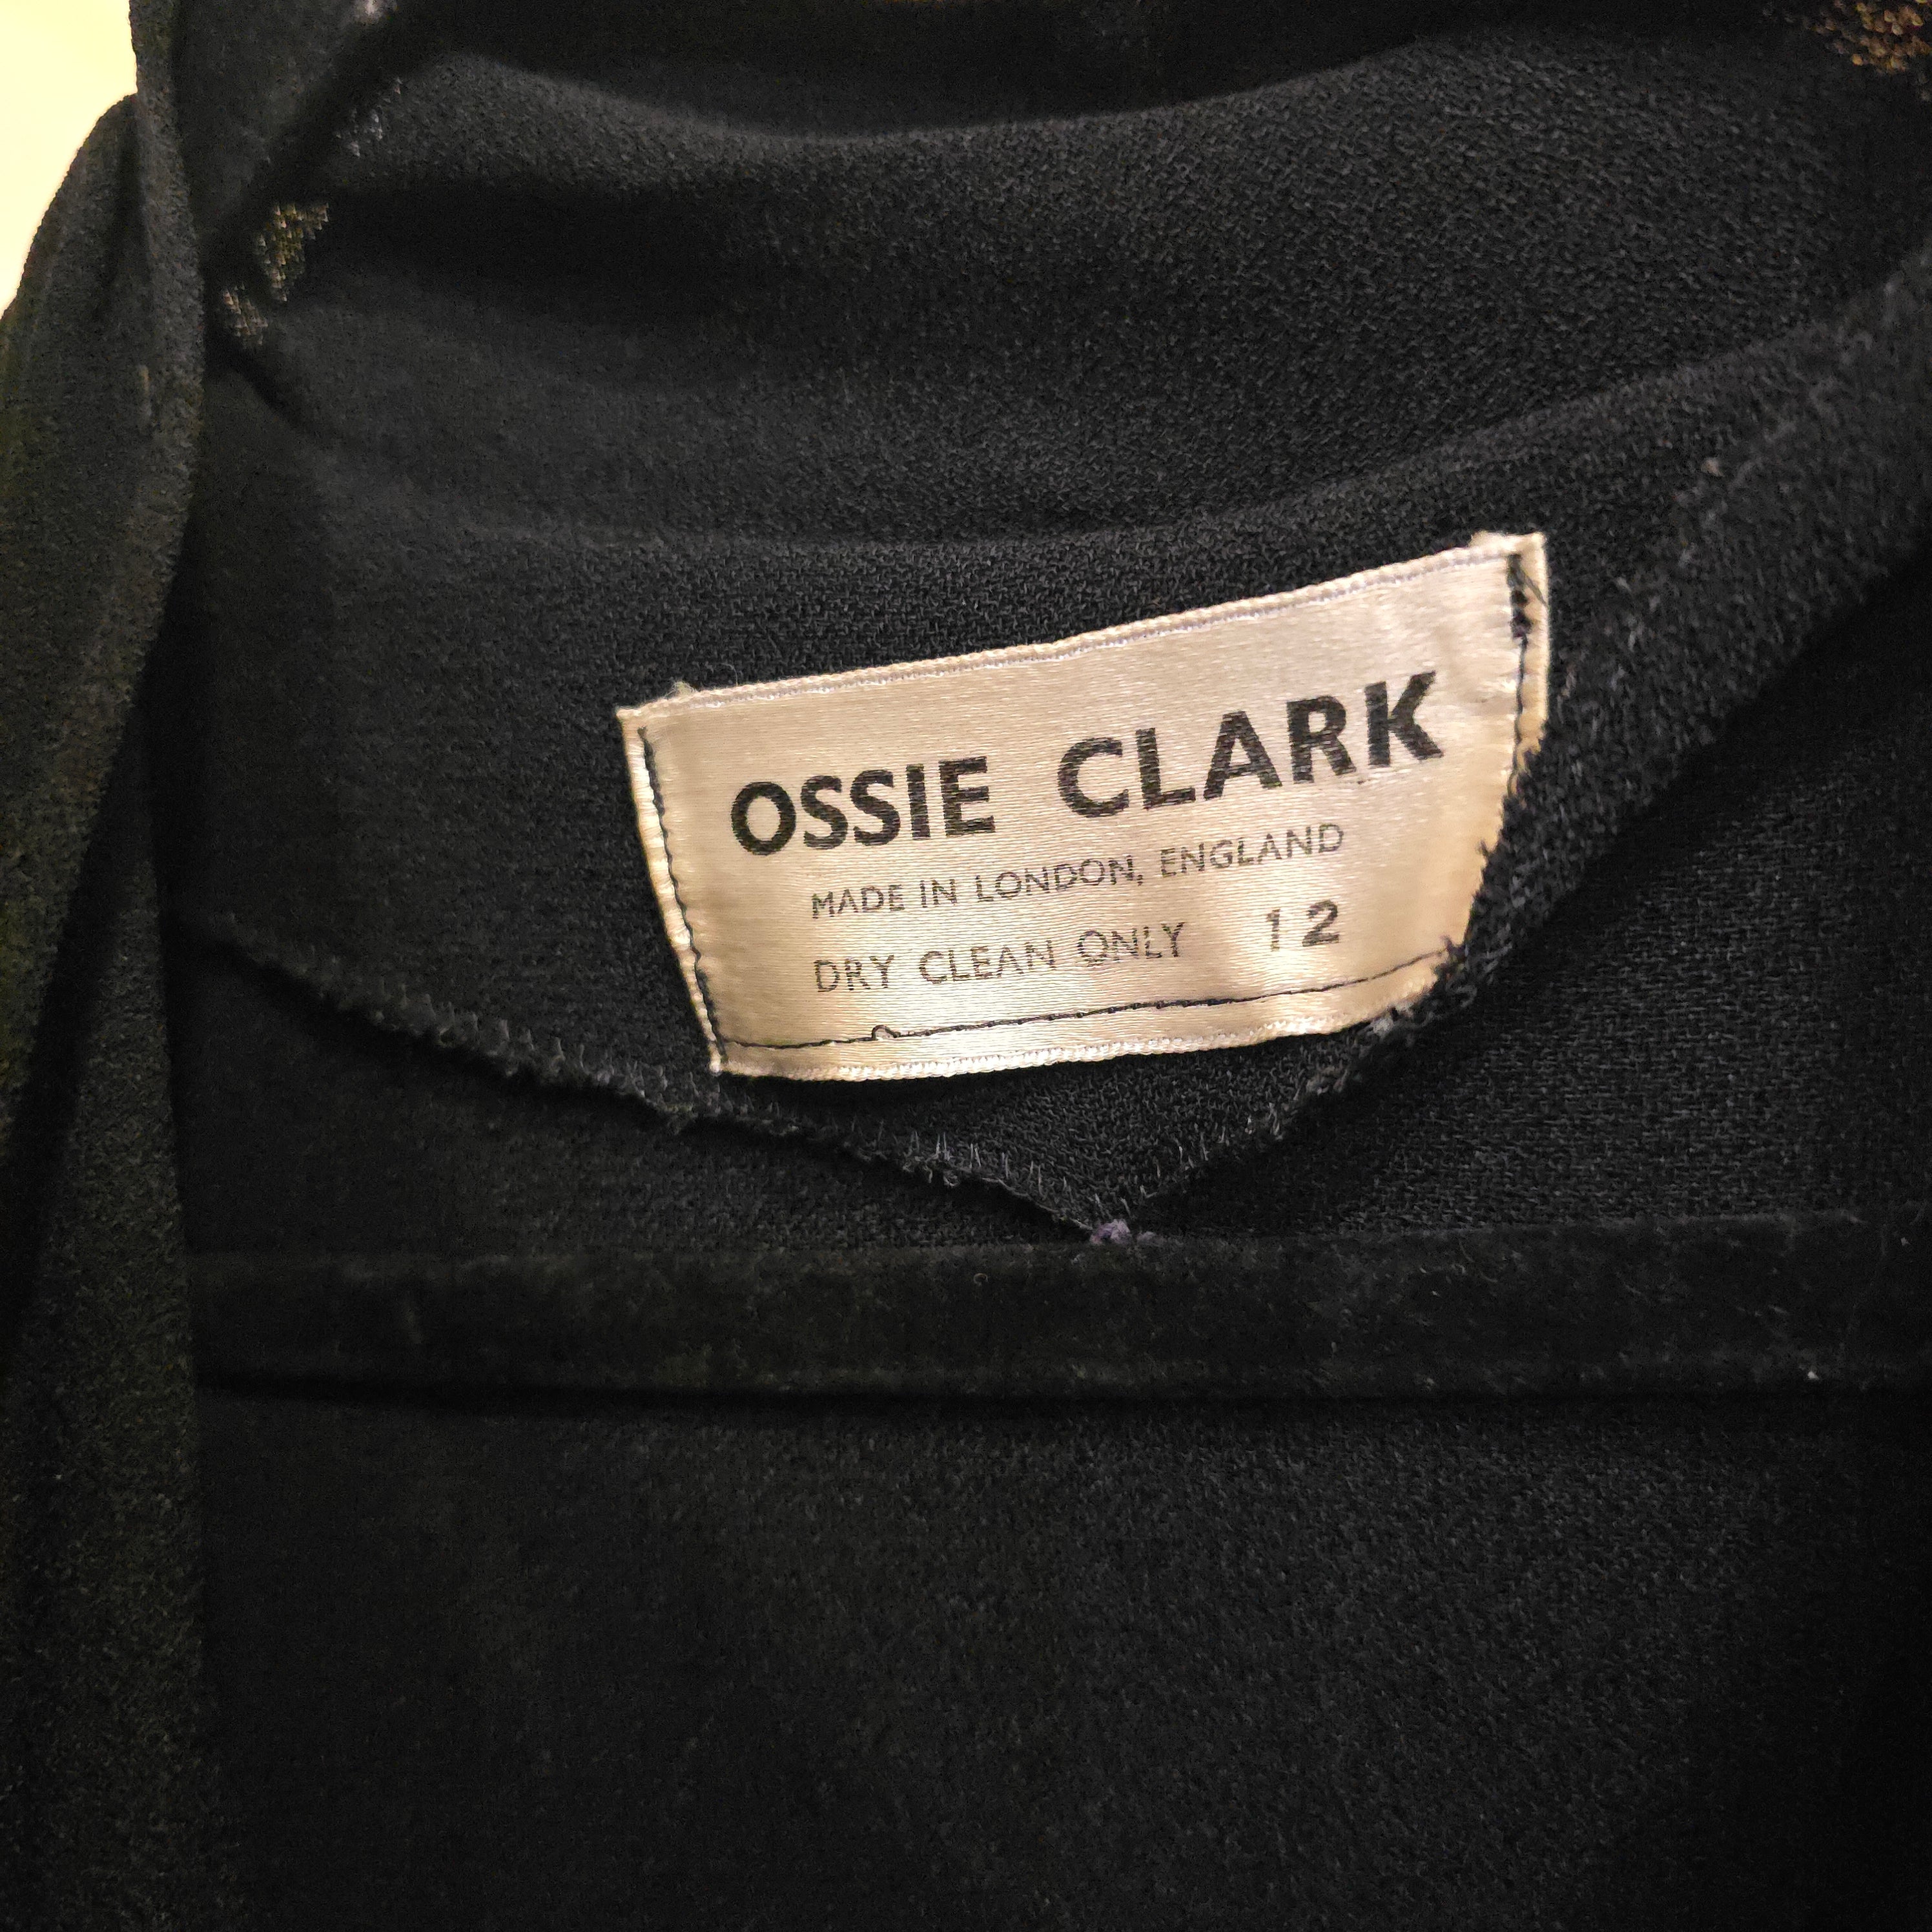 OSSIE CLARK
MADE IN LONDON, ENGLAND
DRY CLEAN ONLY 12